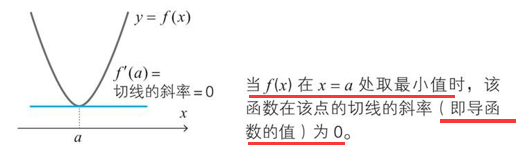 y = f(x)
f′(a) =
切线的斜率 = 0
x
a
当 f(x) 在 x = a 处取最小值时，该
函数在该点的切线的斜率（即导函
数的值）为 0。